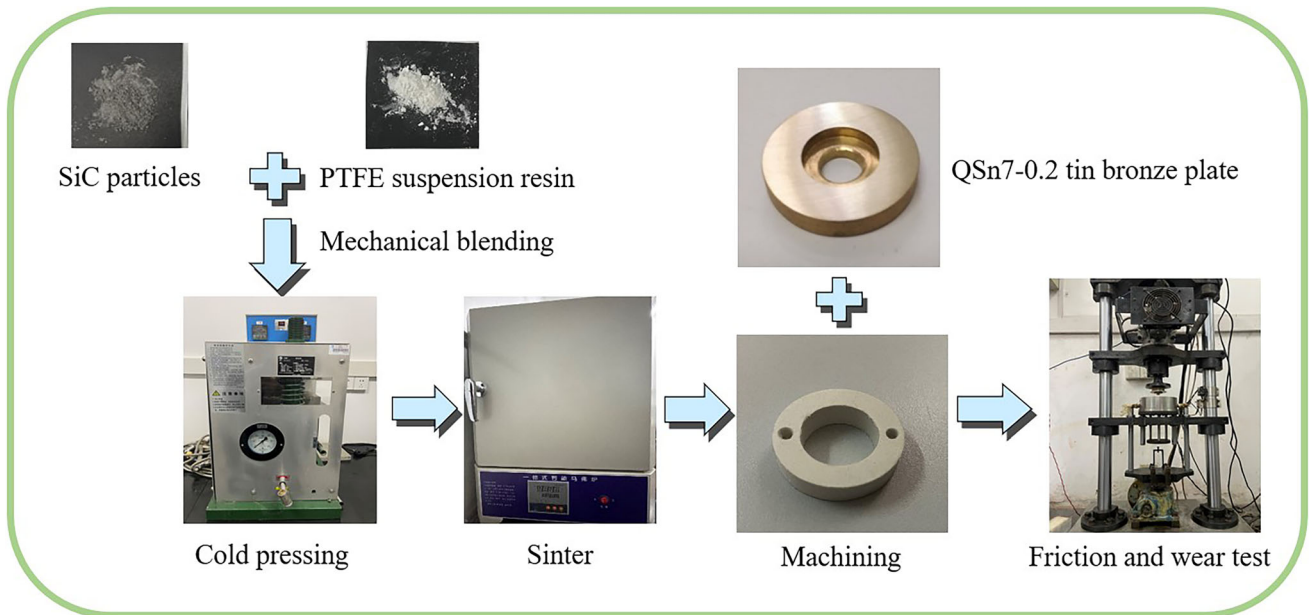 SiC particles
PTFE suspension resin
QSn7-0.2 tin bronze plate
Mechanical blending
Cold pressing
Sinter
Machining
Friction and wear test